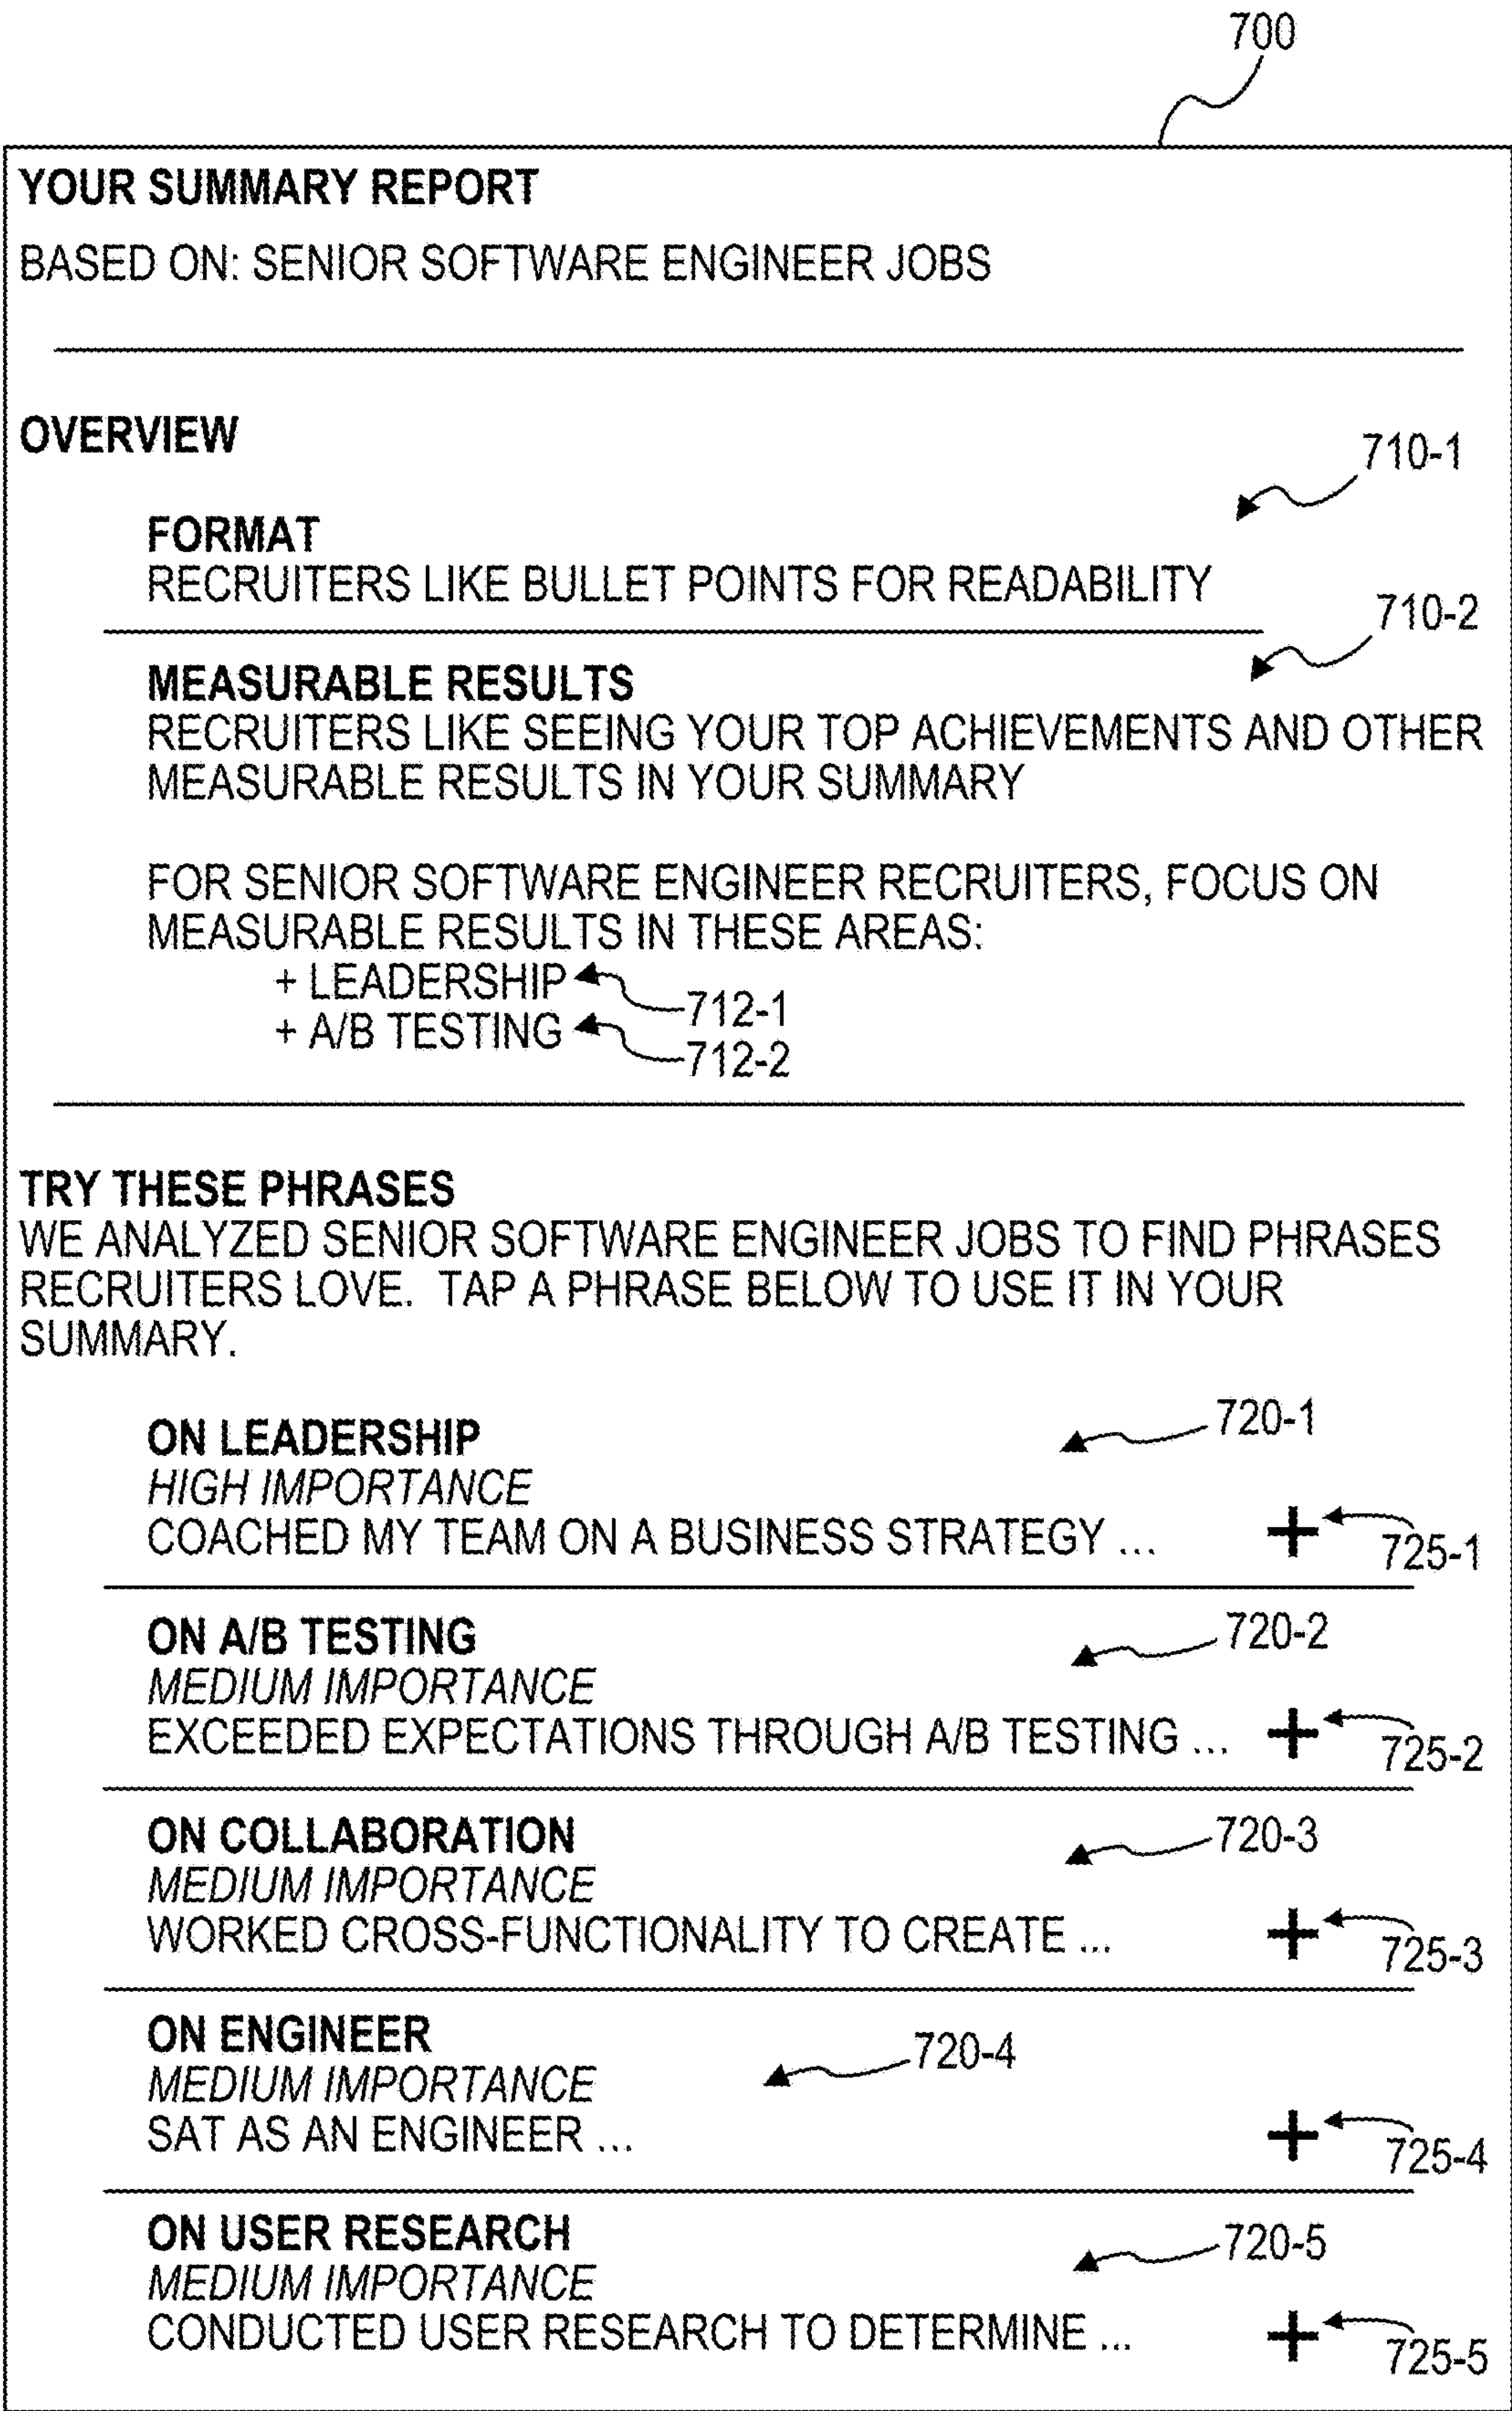 700
YOUR SUMMARY REPORT
BASED ON: SENIOR SOFTWARE ENGINEER JOBS
OVERVIEW
710-1
FORMAT
RECRUITERS LIKE BULLET POINTS FOR READABILITY
710-2
MEASURABLE RESULTS
RECRUITERS LIKE SEEING YOUR TOP ACHIEVEMENTS AND OTHER
MEASURABLE RESULTS IN YOUR SUMMARY
FOR SENIOR SOFTWARE ENGINEER RECRUITERS, FOCUS ON
MEASURABLE RESULTS IN THESE AREAS:
+ LEADERSHIP
712-1
+ A/B TESTING
712-2
TRY THESE PHRASES
WE ANALYZED SENIOR SOFTWARE ENGINEER JOBS TO FIND PHRASES
RECRUITERS LOVE. TAP A PHRASE BELOW TO USE IT IN YOUR
SUMMARY.
720-1
ON LEADERSHIP
HIGH IMPORTANCE
COACHED MY TEAM ON A BUSINESS STRATEGY ... +
725-1
ON A/B TESTING
720-2
MEDIUM IMPORTANCE
EXCEEDED EXPECTATIONS THROUGH A/B TESTING ... +
725-2
ON COLLABORATION
720-3
MEDIUM IMPORTANCE
WORKED CROSS-FUNCTIONALITY TO CREATE ... +
725-3
ON ENGINEER
720-4
MEDIUM IMPORTANCE
SAT AS AN ENGINEER ... +
725-4
ON USER RESEARCH
720-5
MEDIUM IMPORTANCE
CONDUCTED USER RESEARCH TO DETERMINE ... +
725-5